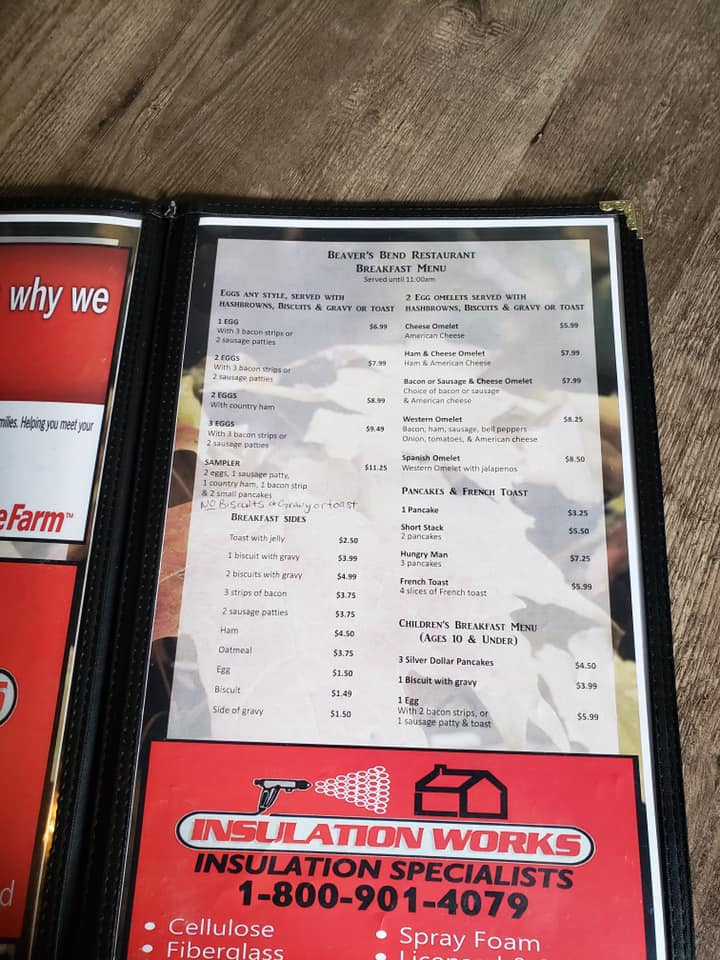 why we
milies. Helping you meet your
eFarm™
5
d
BEAVER'S BEND RESTAURANT
BREAKFAST MENU
Served until 11:00am
EGGS ANY STYLE, SERVED WITH
HASHBROWNS, BISCUITS & GRAVY OR TOAST
1 EGG $6.99
With 3 bacon strips or
2 sausage patties
2 EGGS
With 3 bacon strips or $7.99
2 sausage patties
2 EGGS
With country ham $8.99
3 EGGS
With 3 bacon strips or $9.49
2 sausage patties
SAMPLER $11.25
2 eggs, 1 sausage patty,
1 country ham, 1 bacon strip
& 2 small pancakes
NO Biscuits or Gravy or toast
BREAKFAST SIDES
Toast with jelly $2.50
1 biscuit with gravy $3.99
2 biscuits with gravy $4.99
3 strips of bacon $3.75
2 sausage patties $3.75
Ham $4.50
Oatmeal $3.75
Egg $1.50
Biscuit $1.49
Side of gravy $1.50
2 EGG OMELETS SERVED WITH
HASHBROWNS, BISCUITS & GRAVY OR TOAST
Cheese Omelet $5.99
American Cheese
Ham & Cheese Omelet $7.99
Ham & American Cheese
Bacon or Sausage & Cheese Omelet $7.99
Choice of bacon or sausage
& American cheese
Western Omelet $8.25
Bacon, ham, sausage, bell peppers
Onion, tomatoes, & American cheese
Spanish Omelet $8.50
Western Omelet with jalapenos
PANCAKES & FRENCH TOAST
1 Pancake $3.25
Short Stack $5.50
2 pancakes
Hungry Man $7.25
3 pancakes
French Toast $5.99
4 slices of French toast
CHILDREN'S BREAKFAST MENU
(AGES 10 & UNDER)
3 Silver Dollar Pancakes $4.50
1 Biscuit with gravy $3.99
1 Egg
With 2 bacon strips, or $5.99
1 sausage patty & toast
INSULATION WORKS
INSULATION SPECIALISTS
1-800-901-4079
• Cellulose
• Fiberglass
• Spray Foam